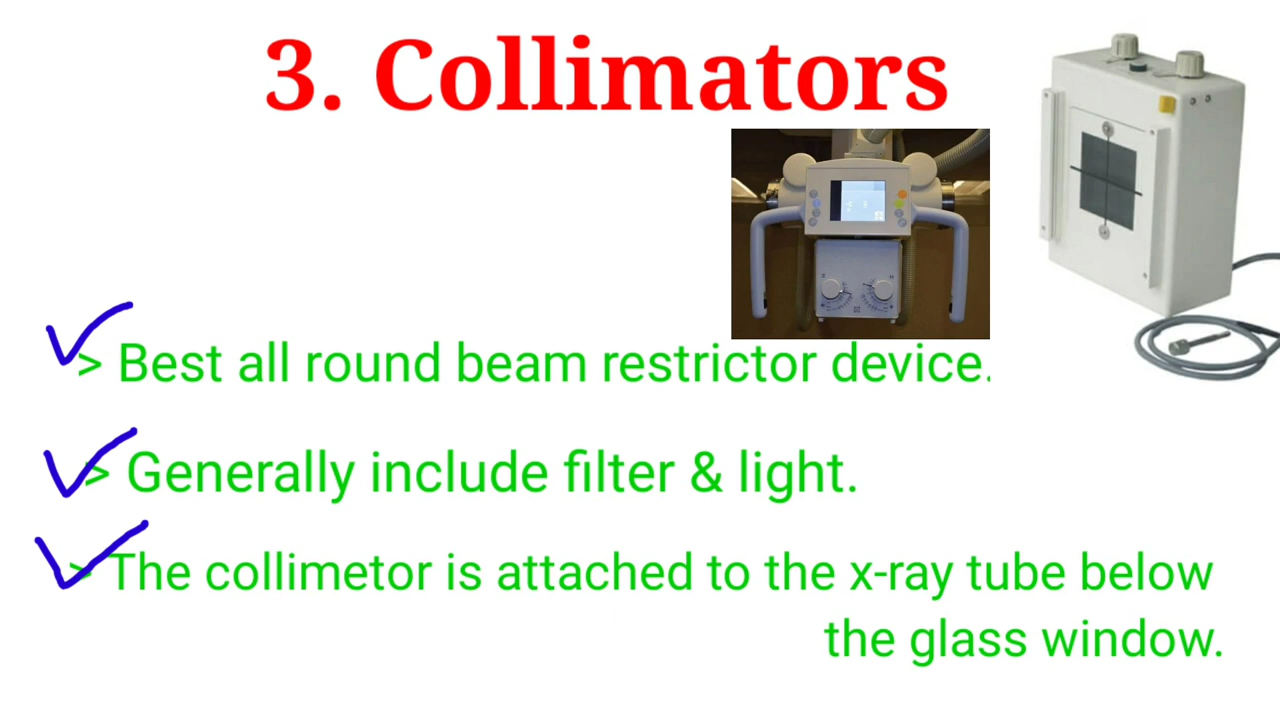 3. Collimators
> Best all round beam restrictor device.
> Generally include filter & light.
> The collimetor is attached to the x-ray tube below
the glass window.